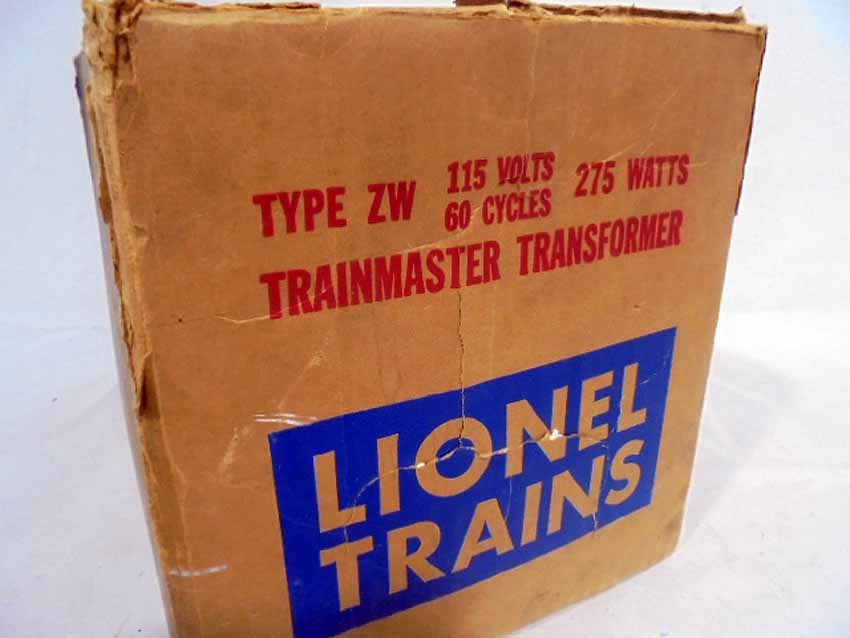 TYPE ZW 115 VOLTS 275 WATTS
60 CYCLES
TRAINMASTER TRANSFORMER
LIONEL
TRAINS